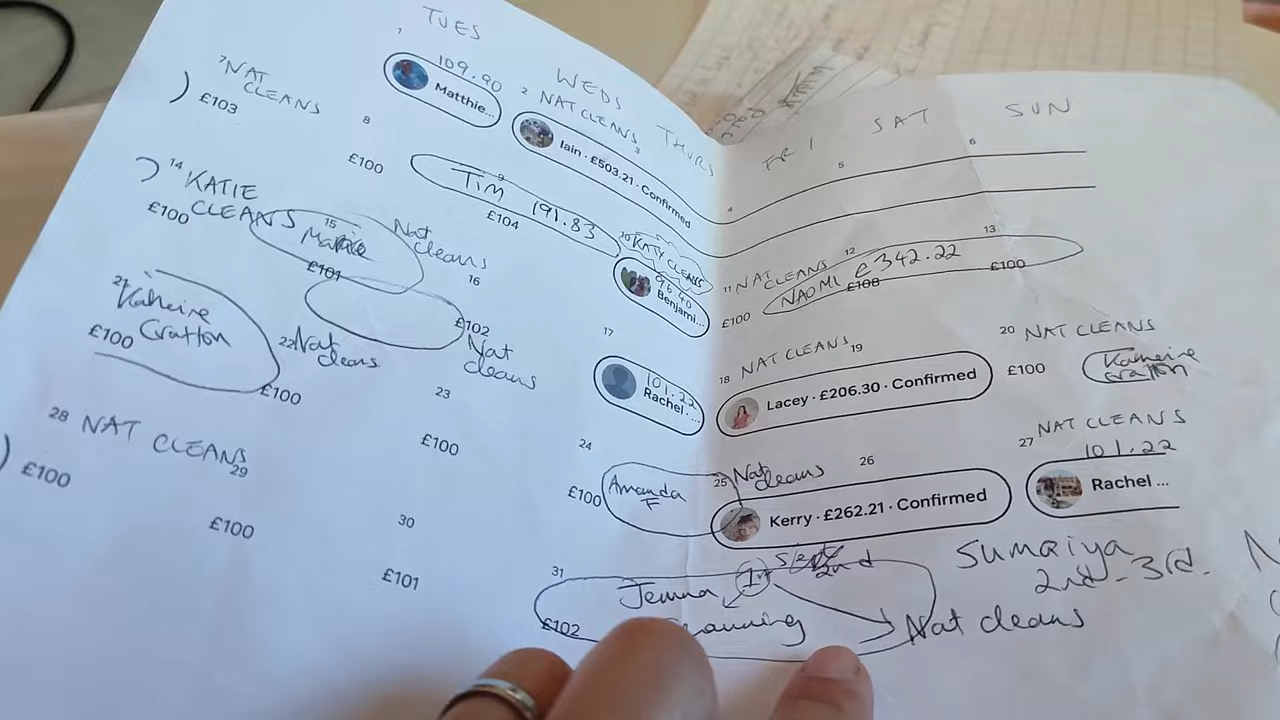 TUES
WEDS
THURS
FRI
SAT
SUN
1
109.90
Matthie...
2 NAT CLEANS
Iain · £503.21 · Confirmed
3
4
5
6
7 NAT
CLEANS
£103
8
£100
9
Tim 191.83
£104
10 KATIE CLEANS
96.40
Benjami...
11 NAT CLEANS
£100
12
NAOMI £342.22
£108
13
£100
14 KATIE
CLEANS
£100
15
£101
Nat
cleans
16
£102
Nat
cleans
17
101.22
Rachel ...
18 NAT CLEANS
19
Lacey · £206.30 · Confirmed
20 NAT CLEANS
£100
Katherine
Gratton
21
Katherine
Gratton
£100
22 Nat
cleans
£100
23
£100
24
£100
Amanda
F
25 Nat
cleans
26
Kerry · £262.21 · Confirmed
27
NAT CLEANS
101.22
Rachel ...
28 NAT CLEANS
£100
29
£100
30
£101
31
Jenna
£102
1st
2nd
Nat cleans
Sumaiya
2nd - 3rd.